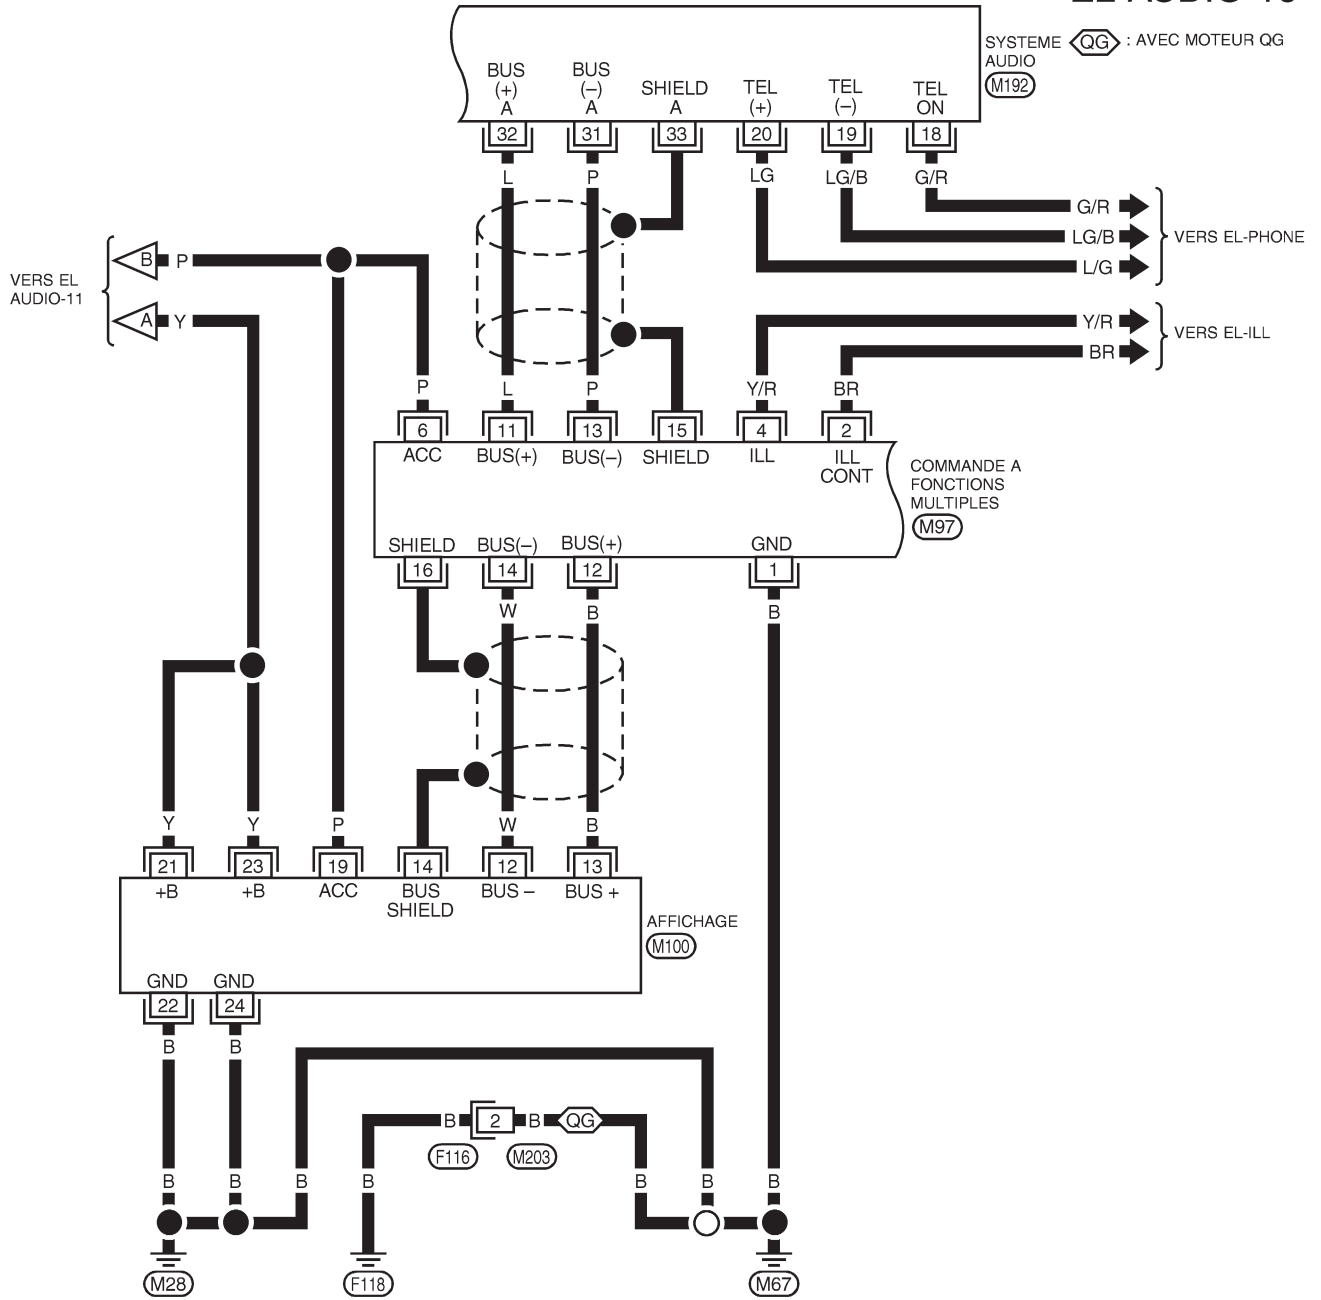 SYSTEME
AUDIO
M192
QG : AVEC MOTEUR QG
BUS (+) A
BUS (–) A
SHIELD A
TEL (+)
TEL (–)
TEL ON
32 31 33 20 19 18
L P LG LG/B G/R
G/R
LG/B
L/G
VERS EL-PHONE
VERS EL
AUDIO-11
B P
A Y
Y/R
BR
VERS EL-ILL
P L P Y/R BR
6 11 13 15 4 2
ACC BUS(+) BUS(–) SHIELD ILL ILL CONT
COMMANDE A
FONCTIONS
MULTIPLES
M97
SHIELD BUS(–) BUS(+) GND
16 14 12 1
W B B
Y Y P W B
21 23 19 14 12 13
+B +B ACC BUS SHIELD BUS – BUS +
AFFICHAGE
M100
GND GND
22 24
B B
B 2 B QG
F116 M203
B B B B B B B
M28 F118 M67